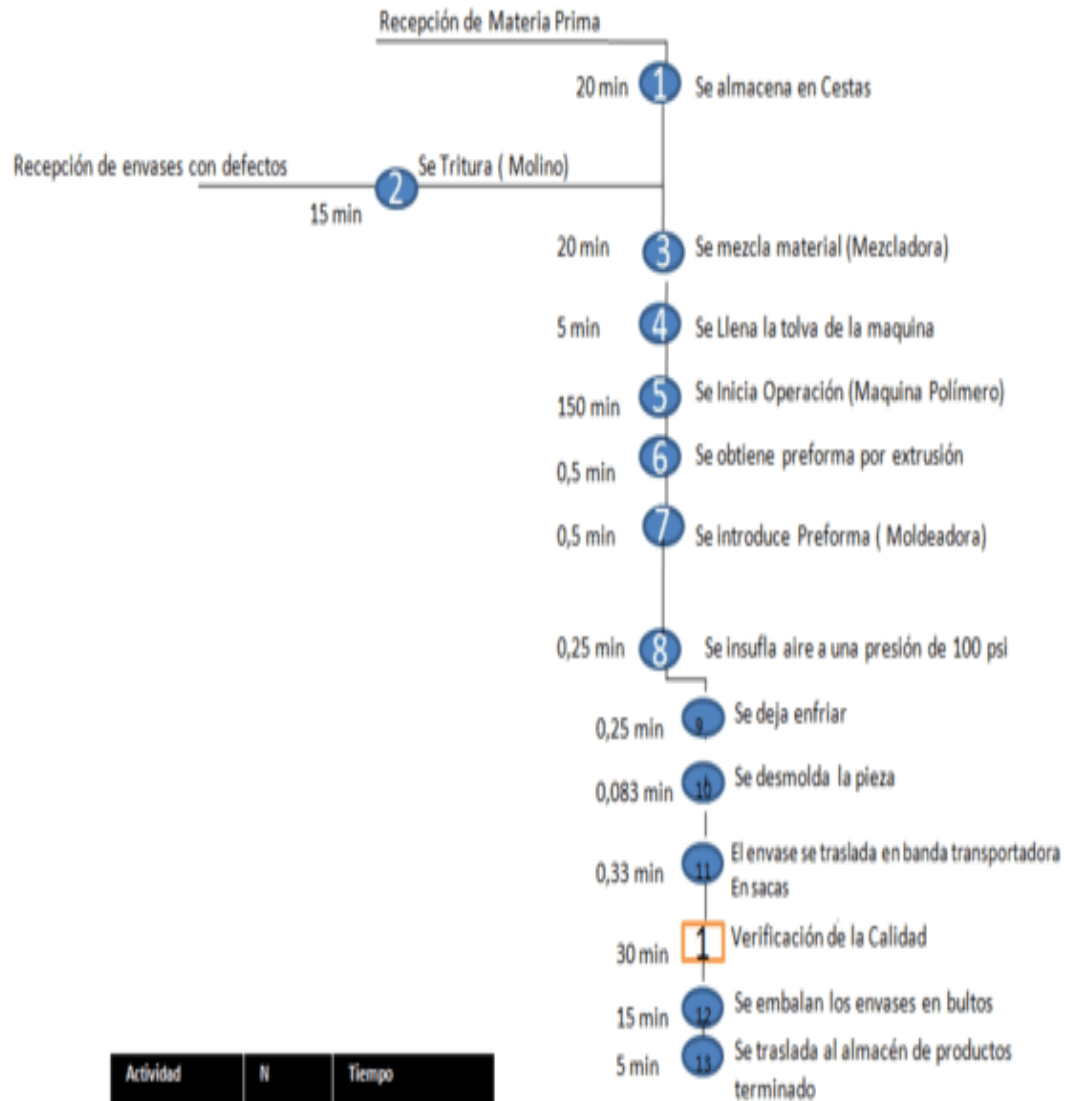 Recepción de Materia Prima
20 min 1 Se almacena en Cestas
Recepción de envases con defectos 2 Se Tritura ( Molino)
15 min
20 min 3 Se mezcla material (Mezcladora)
5 min 4 Se Llena la tolva de la maquina
150 min 5 Se Inicia Operación (Maquina Polímero)
0,5 min 6 Se obtiene preforma por extrusión
0,5 min 7 Se introduce Preforma ( Moldeadora)
0,25 min 8 Se insufla aire a una presión de 100 psi
0,25 min 9 Se deja enfriar
0,083 min 10 Se desmolda la pieza
0,33 min 11 El envase se traslada en banda transportadora
En sacas
30 min 1 Verificación de la Calidad
15 min 12 Se embalan los envases en bultos
5 min 13 Se traslada al almacén de productos
terminado
Actividad N Tiempo